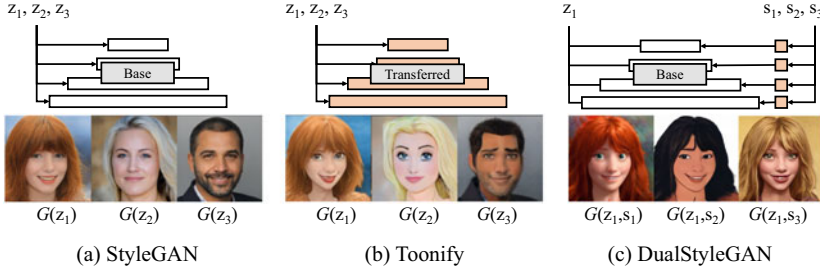 z₁, z₂, z₃
z₁, z₂, z₃
z₁
s₁, s₂, s₃
Base
Transferred
Base
G(z₁)
G(z₂)
G(z₃)
G(z₁)
G(z₂)
G(z₃)
G(z₁,s₁)
G(z₁,s₂)
G(z₁,s₃)
(a) StyleGAN
(b) Toonify
(c) DualStyleGAN